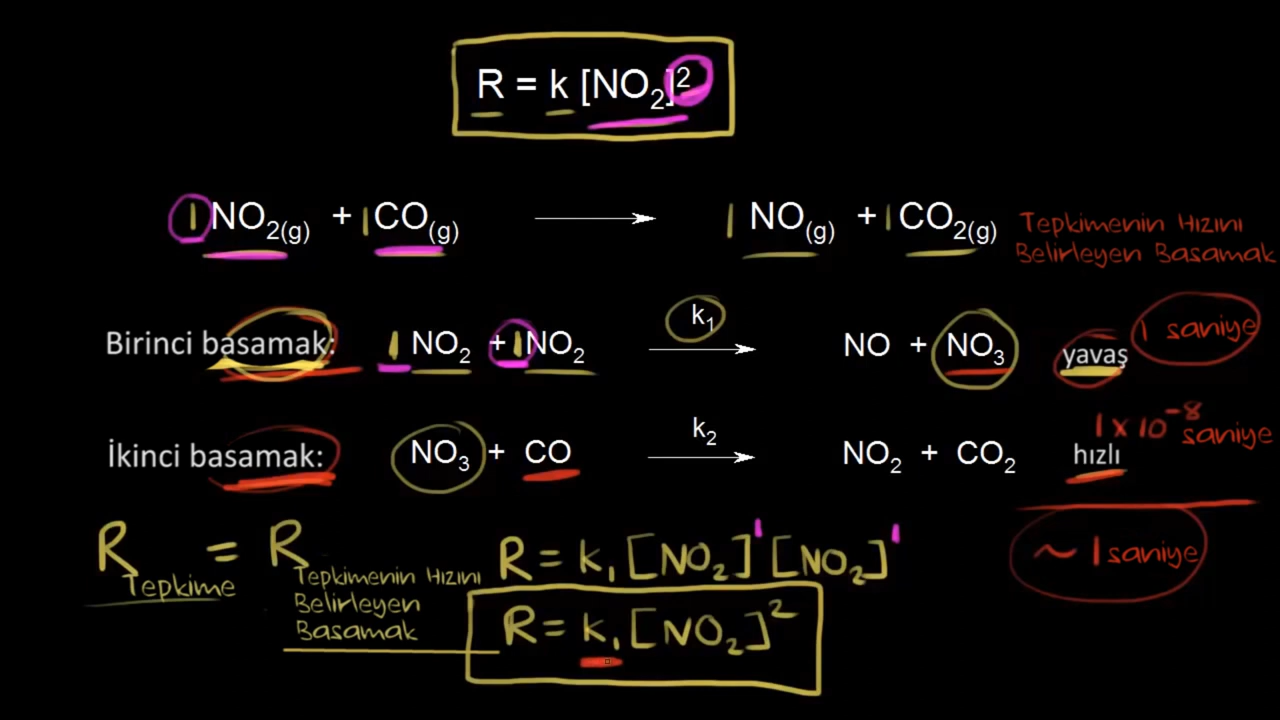 R = k [NO₂]²
1 NO₂(g) + 1 CO(g) → 1 NO(g) + 1 CO₂(g)
Tepkimenin Hızını
Belirleyen Basamak
Birinci basamak: 1 NO₂ + 1 NO₂ k₁ → NO + NO₃ yavaş 1 saniye
İkinci basamak: NO₃ + CO k₂ → NO₂ + CO₂ hızlı 1 x 10⁻⁸ saniye
R Tepkime = R Tepkimenin Hızını
Belirleyen
Basamak
R = k₁ [NO₂]¹ [NO₂]¹
R = k₁ [NO₂]²
~ 1 saniye